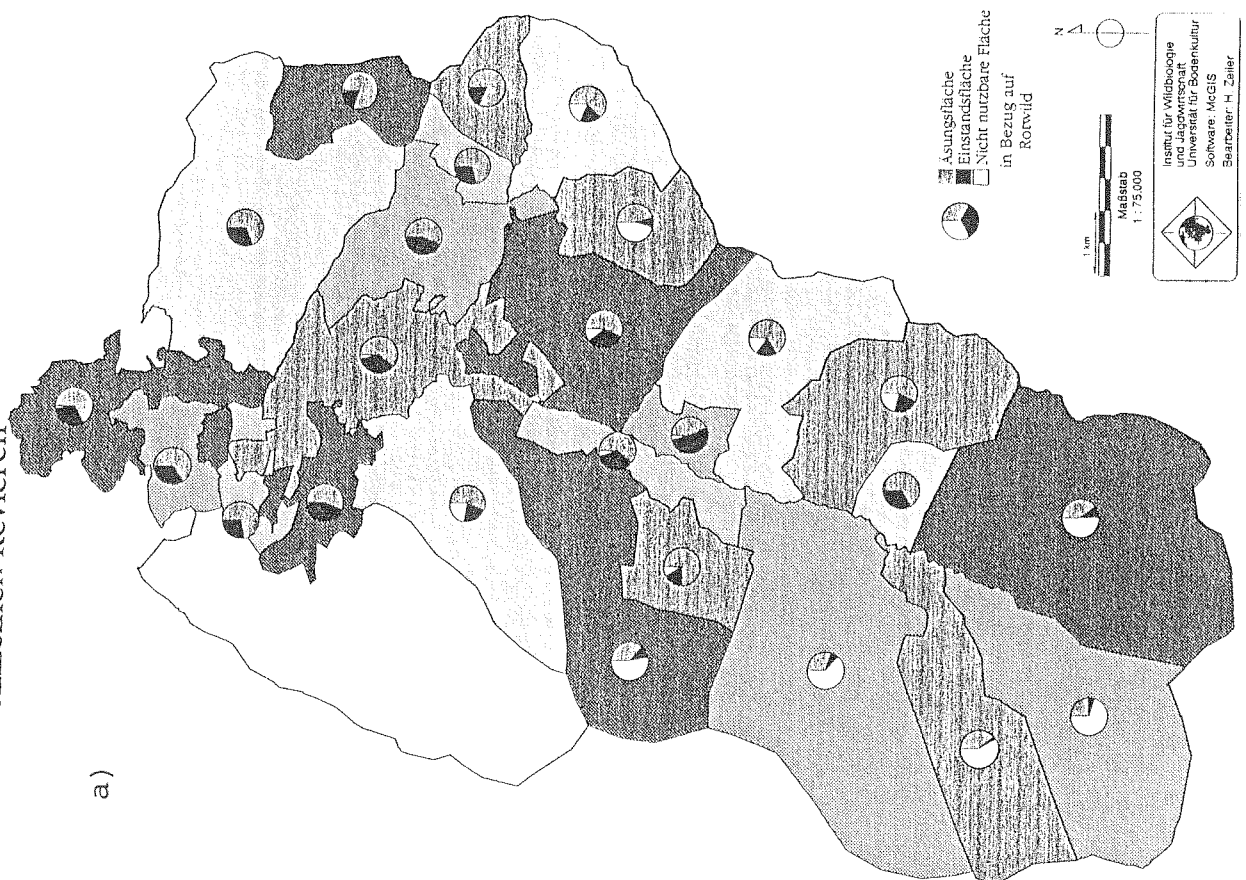 a)
Äsungsfläche
Einstandsfläche
Nicht nutzbare Fläche
in Bezug auf
Rotwild
N
1 km
Maßstab
1 : 75.000
Institut für Wildbiologie
und Jagdwirtschaft
Universität für Bodenkultur
Software: McGIS
Bearbeiter: H. Zeiler